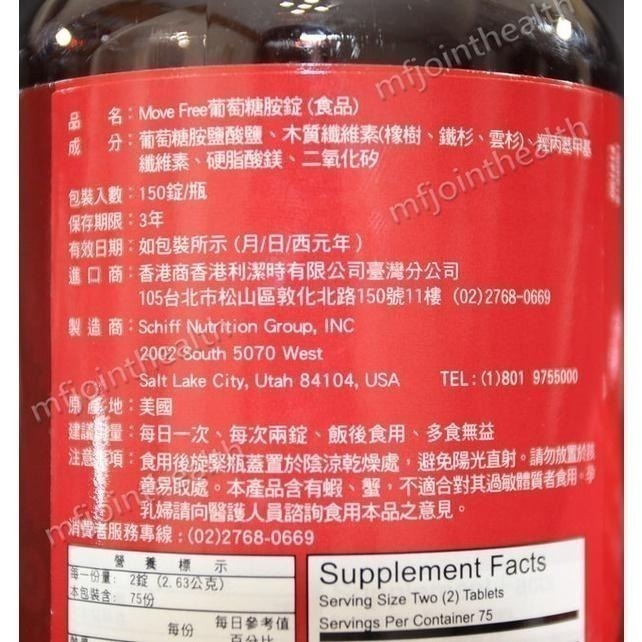 mfjointhealth
品 名：Move Free葡萄糖胺錠(食品)
成 分：葡萄糖胺鹽酸鹽、木質纖維素(橡樹、鐵杉、雲杉)、羥丙基甲基
纖維素、硬脂酸鎂、二氧化矽
mfjointhealth
包裝入數：150錠/瓶
保存期限：3年
有效日期：如包裝所示(月/日/西元年)
進 口 商：香港商香港利潔時有限公司臺灣分公司
105台北市松山區敦化北路150號11樓 (02)2768-0669
製 造 商：Schiff Nutrition Group, INC
2002 South 5070 West
Salt Lake City, Utah 84104, USA TEL:(1)801 9755000
mfjointhealth
原 產 地：美國
建議用量：每日一次、每次兩錠、飯後食用、多食無益
注意事項：食用後旋緊瓶蓋置於陰涼乾燥處，避免陽光直射。請勿放置於孩
童易取處。本產品含有蝦、蟹，不適合對其過敏體質者食用。孕
乳婦請向醫護人員諮詢食用本品之意見。
mfjointhealth
消費者服務專線：(02)2768-0669
營 養 標 示
每一份量： 2錠 (2.63公克)
本包裝含： 75份
每份 每日參考值
百分比
Supplement Facts
Serving Size Two (2) Tablets
Servings Per Container 75